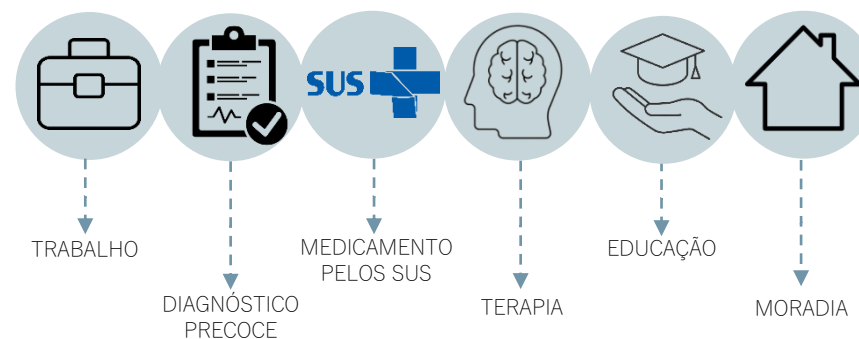 SUS
TRABALHO
DIAGNÓSTICO
PRECOCE
MEDICAMENTO
PELOS SUS
TERAPIA
EDUCAÇÃO
MORADIA